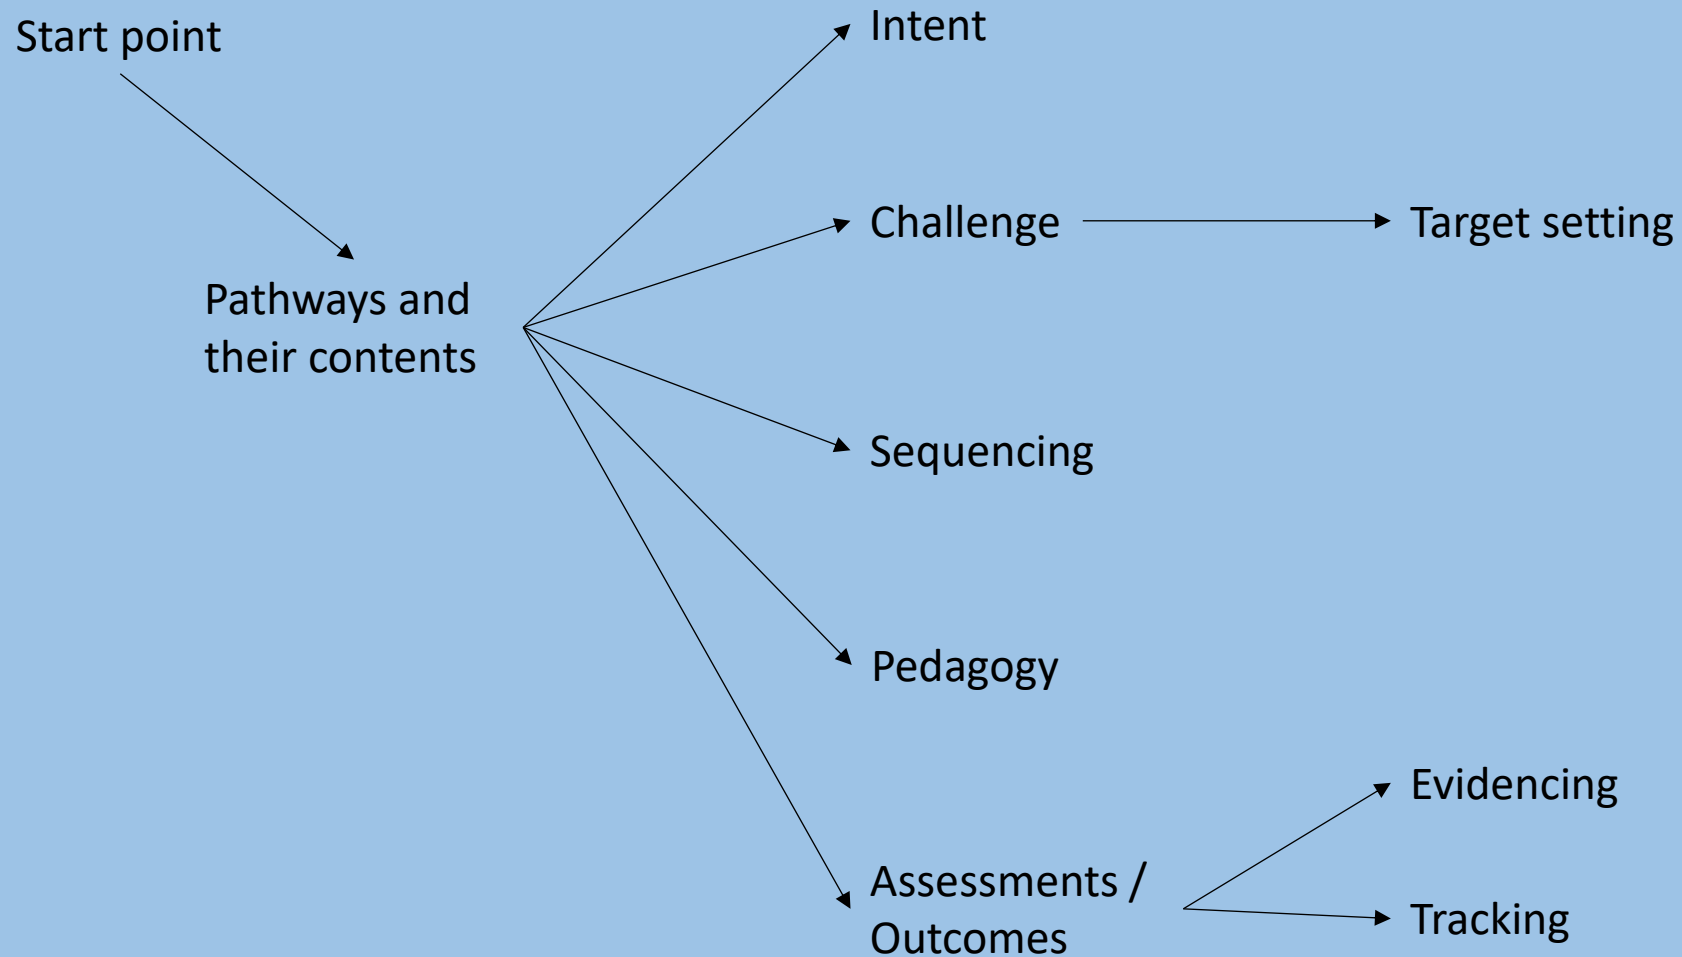 Start point
Intent
Challenge
Target setting
Pathways and
their contents
Sequencing
Pedagogy
Evidencing
Assessments /
Outcomes
Tracking